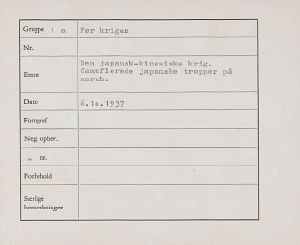 Gruppe 1 a Før krigen
Nr.
Emne Den japansk-kinesiske krig.
Camuflerede japanske tropper på
march.
Dato 6.10.1937
Fotograf
Neg. opbev.
„ nr.
Forbehold
Særlige
bemærkninger